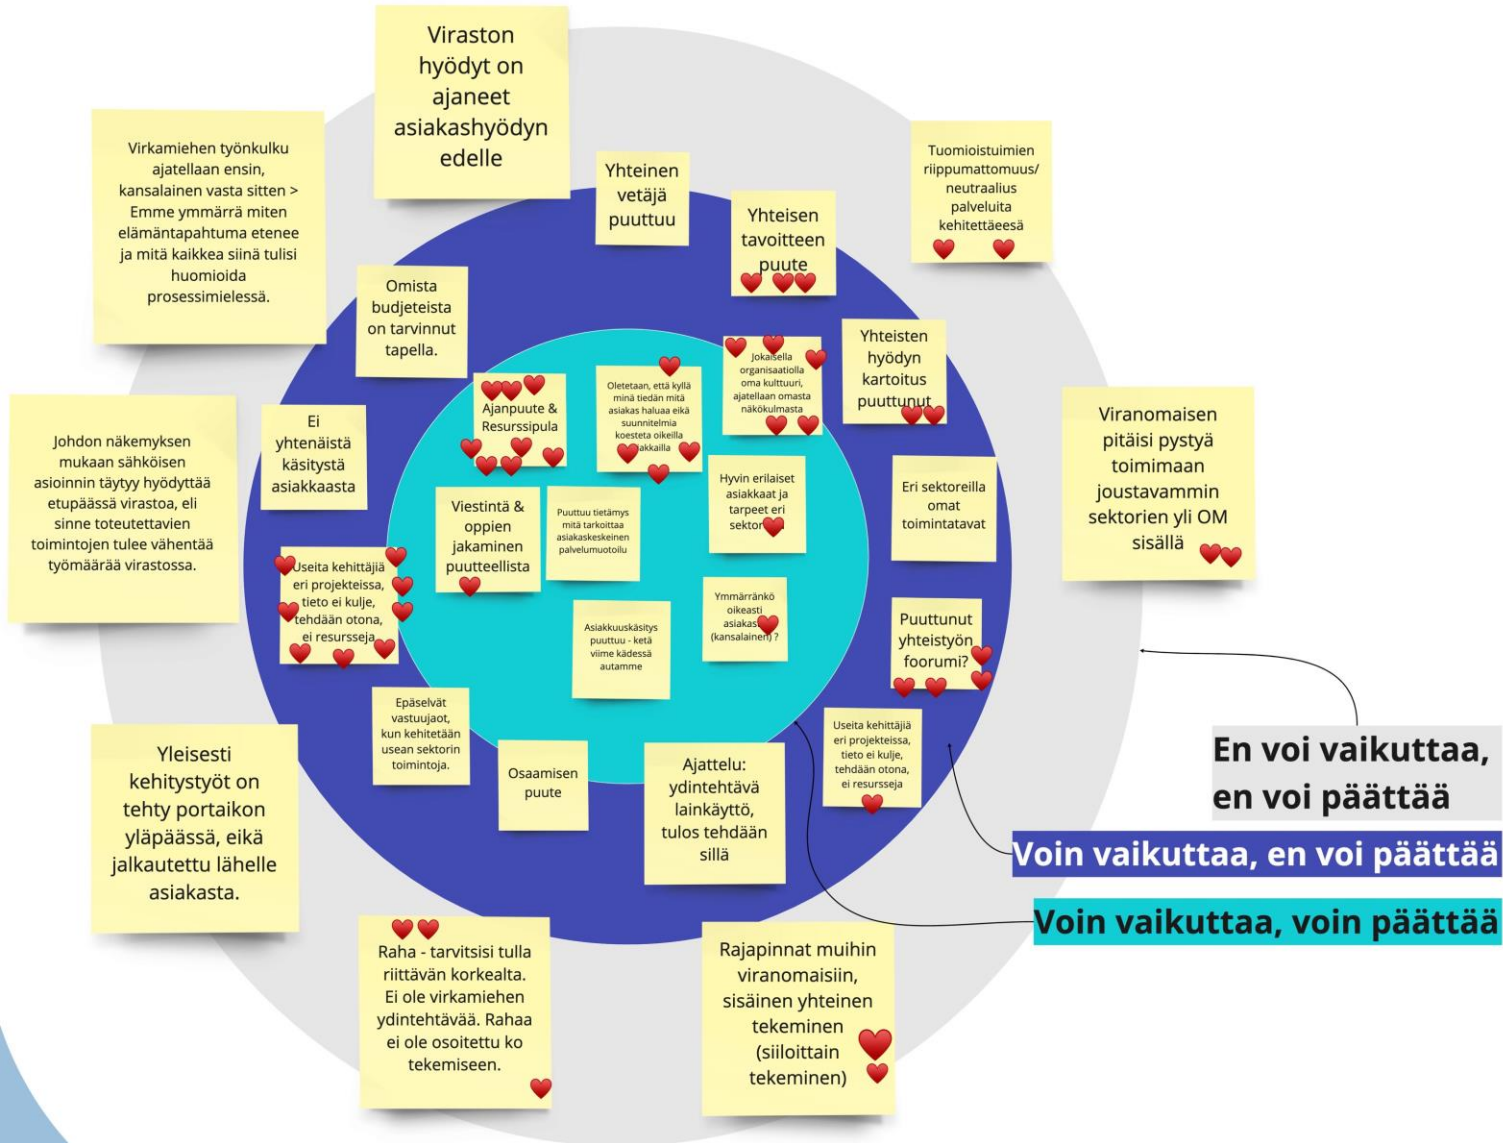 Viraston
hyödyt on
ajaneet
asiakashyödyn
edelle
Virkamiehen työnkulku
ajatellaan ensin,
kansalainen vasta sitten >
Emme ymmärrä miten
elämäntapahtuma etenee
ja mitä kaikkea siinä tulisi
huomioida
prosessimielessä.
Yhteinen
vetäjä
puuttuu
Yhteisen
tavoitteen
puute
Tuomioistuimien
riippumattomuus/
neutraalius
palveluita
kehitettäeesä
Omista
budjeteista
on tarvinnut
tapella.
Yhteisten
hyödyn
kartoitus
puuttunut
Ajanpuute &
Resurssipula
Oletetaan, että kyllä
minä tiedän mitä
asiakas haluaa eikä
suunnitelmia
koesteta oikeilla
Jokaisella
organisaatiolla
oma kulttuuri,
ajatellaan omasta
näkökulmasta
Johdon näkemyksen
mukaan sähköisen
asioinnin täytyy hyödyttää
etupäässä virastoa, eli
sinne toteutettavien
toimintojen tulee vähentää
työmäärää virastossa.
Ei
yhtenäistä
käsitystä
asiakkaasta
Viranomaisen
pitäisi pystyä
toimimaan
joustavammin
sektorien yli OM
sisällä
Viestintä &
oppien
jakaminen
puutteellista
Puuttuu tietämys
mitä tarkoittaa
asiakaskeskeinen
palvelumuotoilu
Hyvin erilaiset
asiakkaat ja
tarpeet eri
Eri sektoreilla
omat
toimintatavat
Useita kehittäjiä
eri projekteissa,
tieto ei kulje,
tehdään otona,
ei resursseja
Asiakkuuskäsitys
puuttuu - ketä
viime kädessä
autamme
Ymmärränkö
oikeasti
(kansalainen) ?
Puuttunut
yhteistyön
foorumi?
Epäselvät
vastuujaot,
kun kehitetään
usean sektorin
toimintoja.
Osaamisen
puute
Ajattelu:
ydintehtävä
lainkäyttö,
tulos tehdään
sillä
Useita kehittäjiä
eri projekteissa,
tieto ei kulje,
tehdään otona,
ei resursseja
Yleisesti
kehitystyöt on
tehty portaikon
yläpäässä, eikä
jalkautettu lähelle
asiakasta.
Raha - tarvitsisi tulla
riittävän korkealta.
Ei ole virkamiehen
ydintehtävää. Rahaa
ei ole osoitettu ko
tekemiseen.
Rajapinnat muihin
viranomaisiin,
sisäinen yhteinen
tekeminen
(siiloittain
tekeminen)
En voi vaikuttaa,
en voi päättää
Voin vaikuttaa, en voi päättää
Voin vaikuttaa, voin päättää